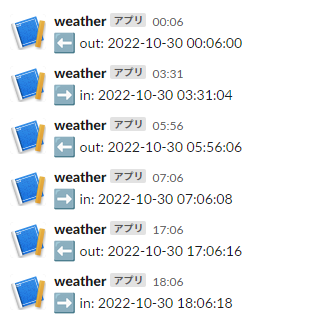 weather アプリ 00:06
⬅ out: 2022-10-30 00:06:00
weather アプリ 03:31
➡ in: 2022-10-30 03:31:04
weather アプリ 05:56
⬅ out: 2022-10-30 05:56:06
weather アプリ 07:06
➡ in: 2022-10-30 07:06:08
weather アプリ 17:06
⬅ out: 2022-10-30 17:06:16
weather アプリ 18:06
➡ in: 2022-10-30 18:06:18